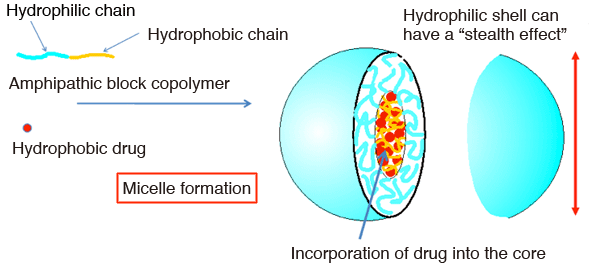 Hydrophilic chain
Hydrophobic chain
Amphipathic block copolymer
Hydrophobic drug
Micelle formation
Hydrophilic shell can
have a “stealth effect”
Incorporation of drug into the core